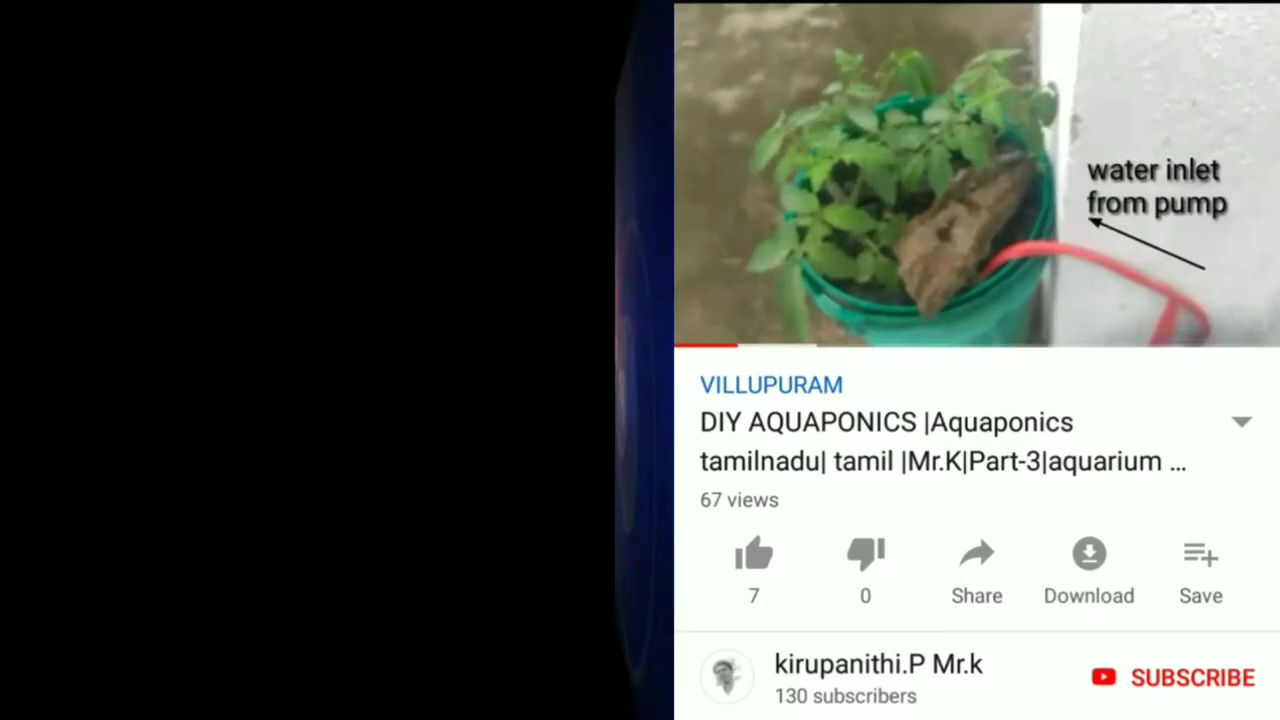 water inlet
from pump
VILLUPURAM
DIY AQUAPONICS |Aquaponics
tamilnadu| tamil |Mr.K|Part-3|aquarium ...
67 views
7
0
Share
Download
Save
kirupanithi.P Mr.k
130 subscribers
SUBSCRIBE